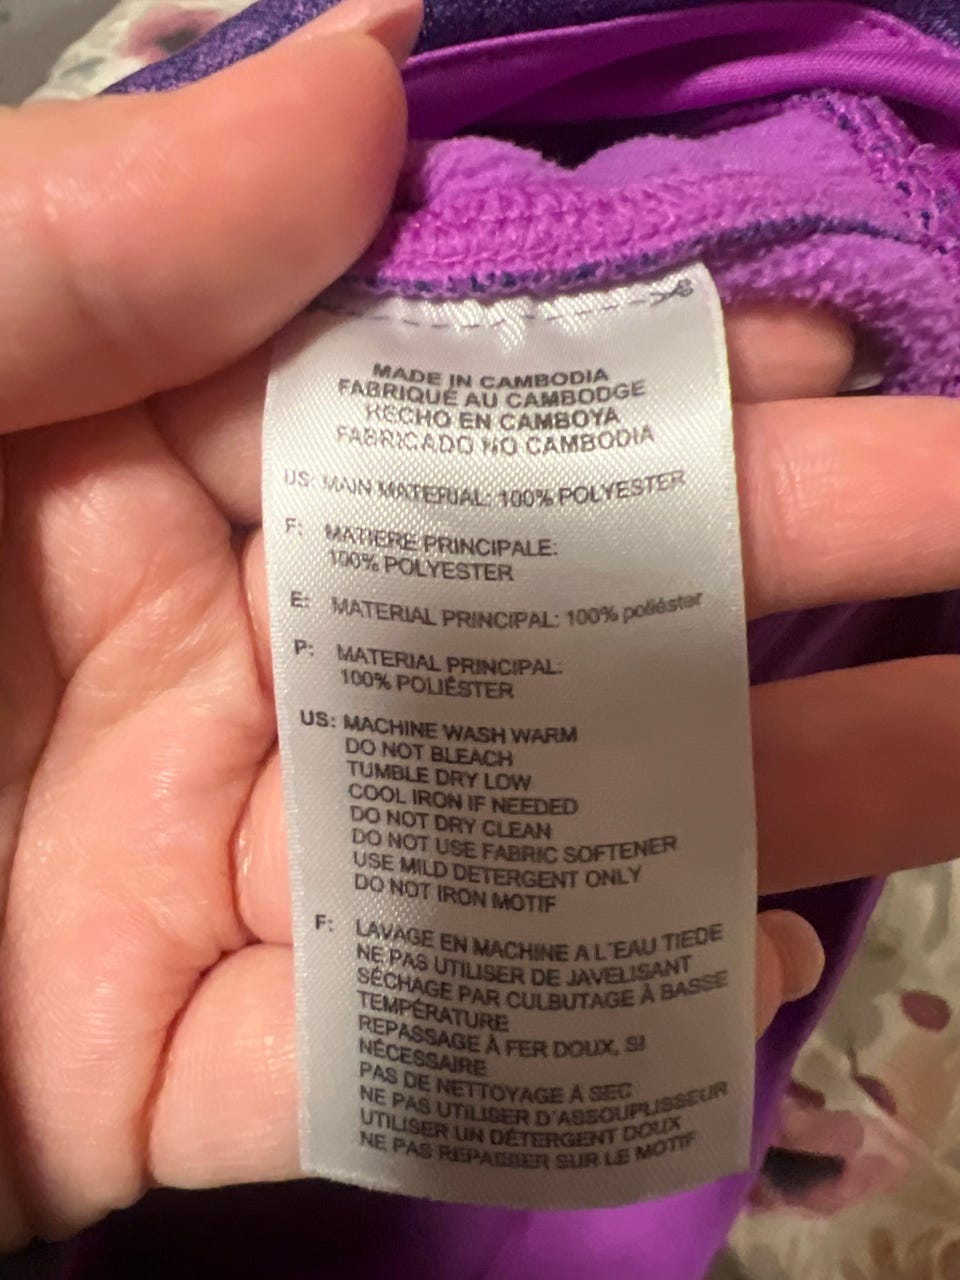 MADE IN CAMBODIA
FABRIQUÉ AU CAMBODGE
HECHO EN CAMBOYA
FABRICADO NO CAMBODIA
US: MAIN MATERIAL: 100% POLYESTER
F: MATIERE PRINCIPALE:
100% POLYESTER
E: MATERIAL PRINCIPAL: 100% poliéster
P: MATERIAL PRINCIPAL:
100% POLIÉSTER
US: MACHINE WASH WARM
DO NOT BLEACH
TUMBLE DRY LOW
COOL IRON IF NEEDED
DO NOT DRY CLEAN
DO NOT USE FABRIC SOFTENER
USE MILD DETERGENT ONLY
DO NOT IRON MOTIF
F: LAVAGE EN MACHINE A L'EAU TIEDE
NE PAS UTILISER DE JAVELISANT
SÉCHAGE PAR CULBUTAGE À BASSE
TEMPÉRATURE
REPASSAGE À FER DOUX, SI
NÉCESSAIRE
PAS DE NETTOYAGE À SEC
NE PAS UTILISER D'ASSOUPLISSEUR
UTILISER UN DÉTERGENT DOUX
NE PAS REPASSER SUR LE MOTIF